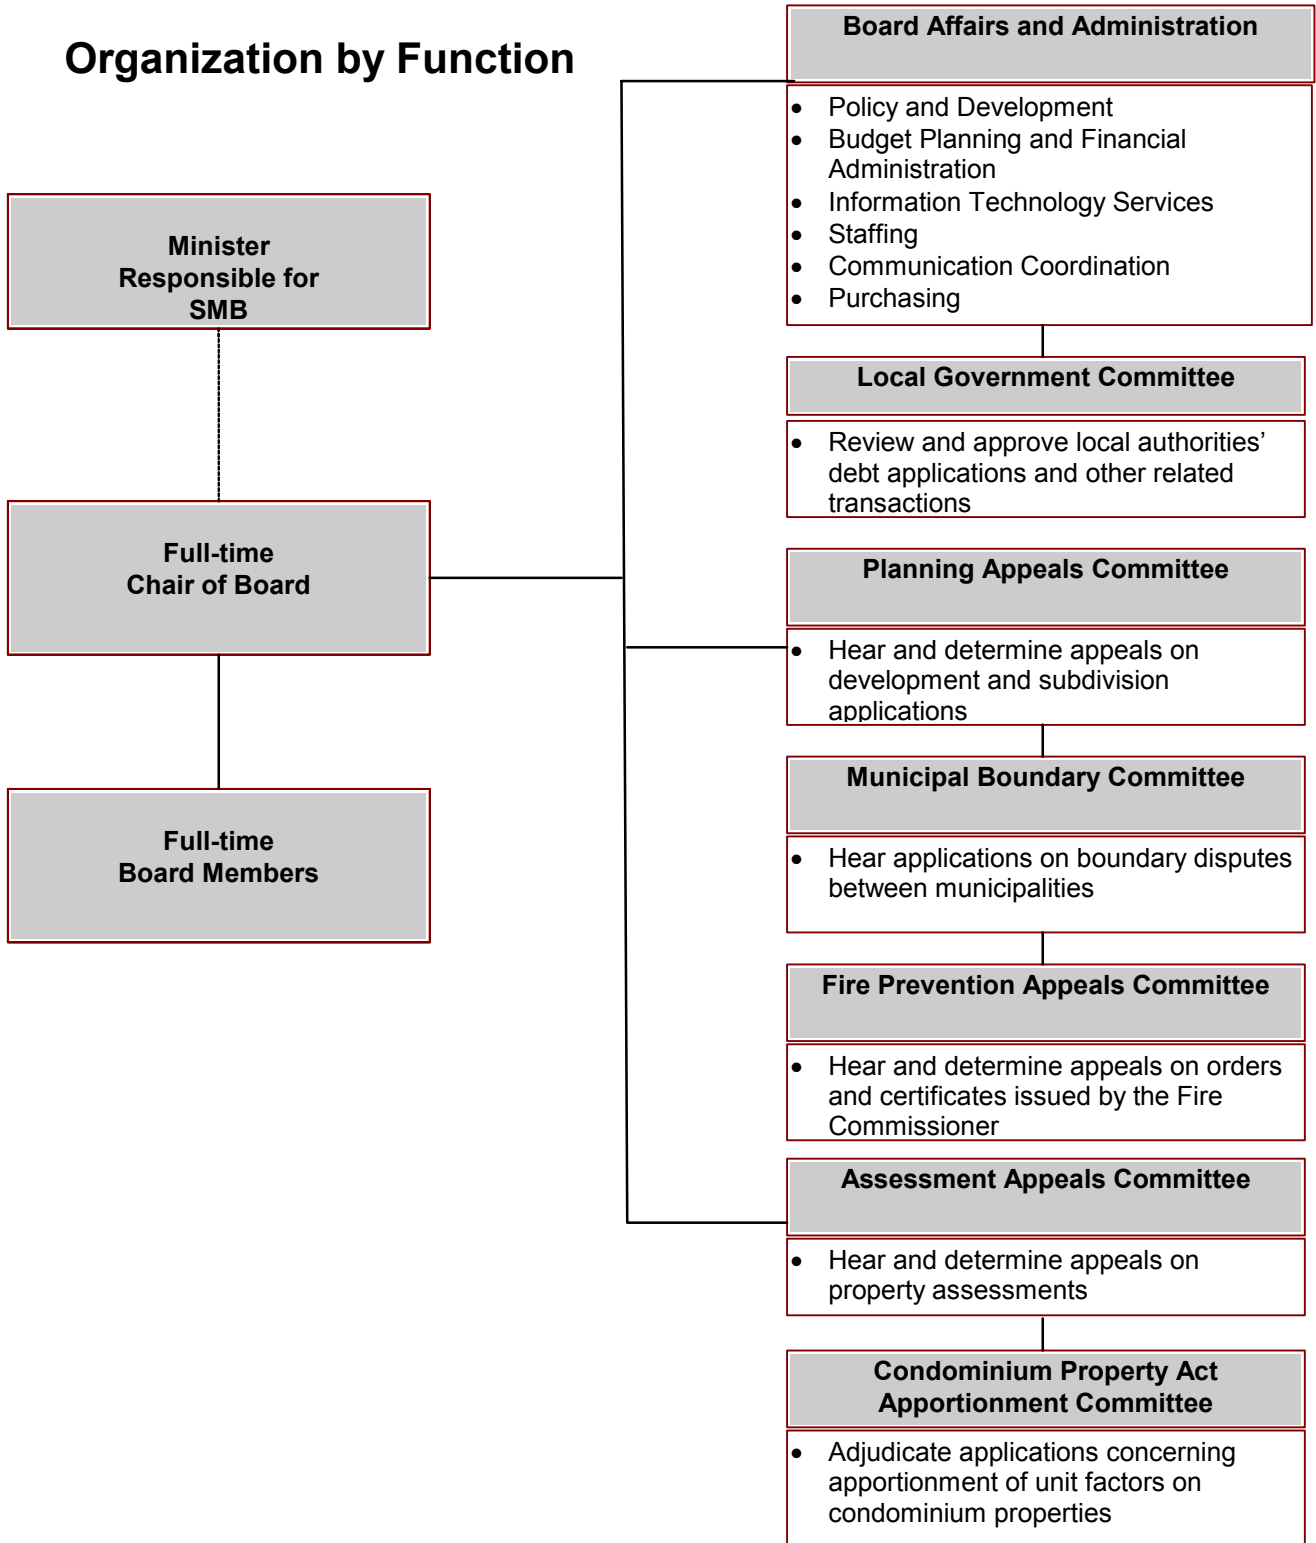 Organization by Function
Minister
Responsible for
SMB
Full-time
Chair of Board
Full-time
Board Members
Board Affairs and Administration
• Policy and Development
• Budget Planning and Financial
Administration
• Information Technology Services
• Staffing
• Communication Coordination
• Purchasing
Local Government Committee
• Review and approve local authorities’
debt applications and other related
transactions
Planning Appeals Committee
• Hear and determine appeals on
development and subdivision
applications
Municipal Boundary Committee
• Hear applications on boundary disputes
between municipalities
Fire Prevention Appeals Committee
• Hear and determine appeals on orders
and certificates issued by the Fire
Commissioner
Assessment Appeals Committee
• Hear and determine appeals on
property assessments
Condominium Property Act
Apportionment Committee
• Adjudicate applications concerning
apportionment of unit factors on
condominium properties